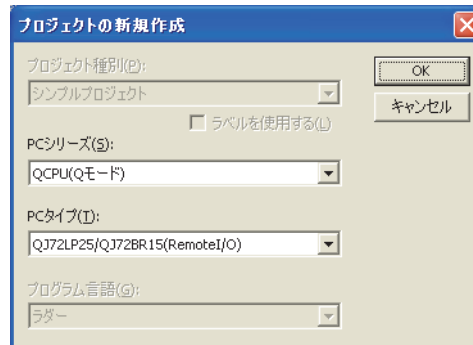 プロジェクトの新規作成
プロジェクト種別(P):
シンプルプロジェクト
ラベルを使用する(L)
PCシリーズ(S):
QCPU(Qモード)
PCタイプ(T):
QJ72LP25/QJ72BR15(RemoteI/O)
プログラム言語(G):
ラダー
OK
キャンセル